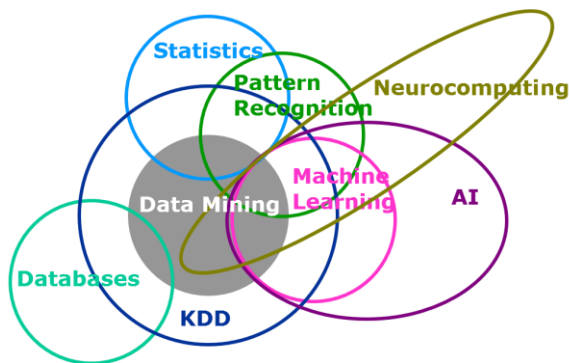 Statistics
Pattern
Recognition
Neurocomputing
Machine
Learning
AI
Data Mining
Databases
KDD